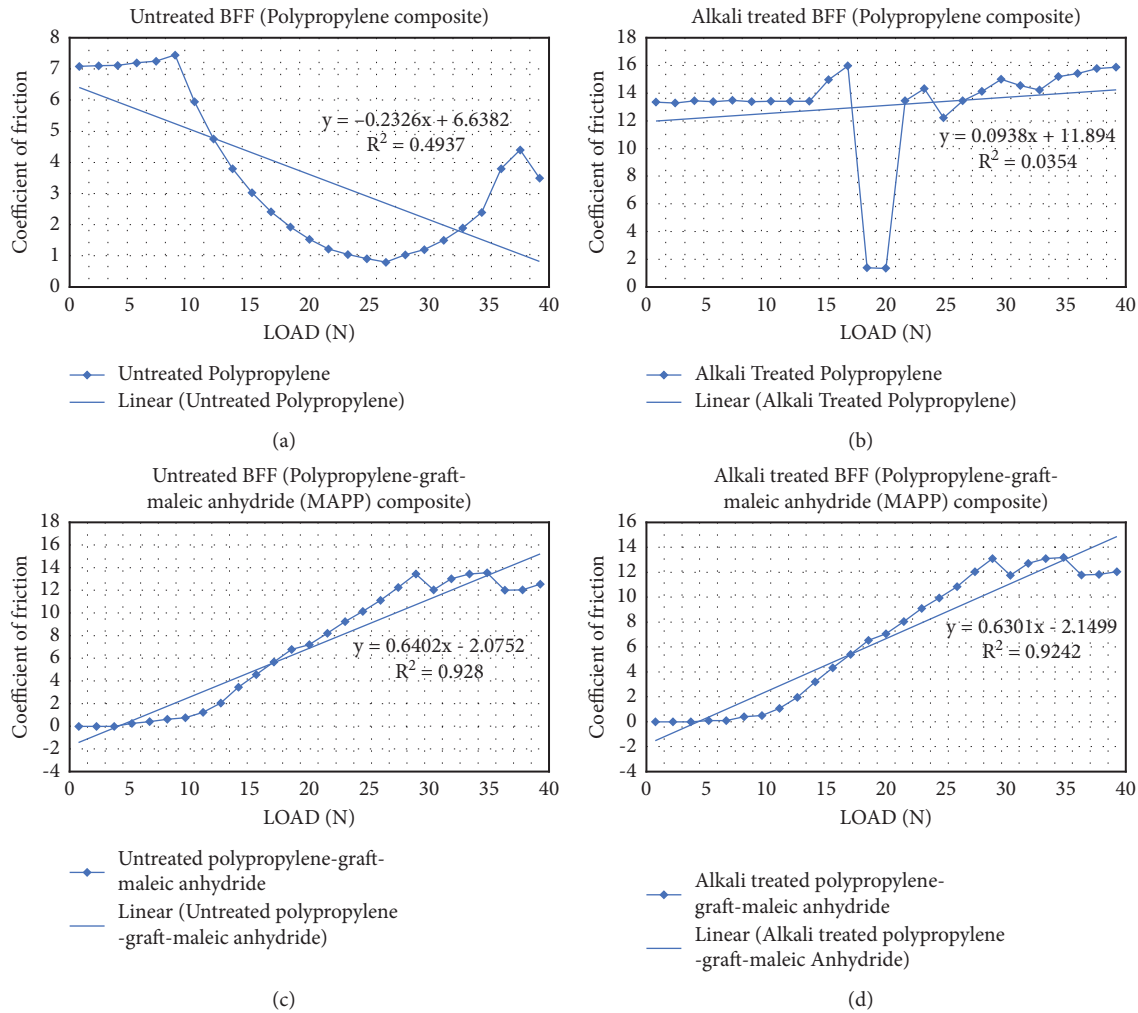 Untreated BFF (Polypropylene composite)
8
7
6
5
4
3
2
1
0
Coefficient of friction
y = –0.2326x + 6.6382
R² = 0.4937
0 5 10 15 20 25 30 35 40
LOAD (N)
Untreated Polypropylene
Linear (Untreated Polypropylene)
(a)
Alkali treated BFF (Polypropylene composite)
18
16
14
12
10
8
6
4
2
0
Coefficient of friction
y = 0.0938x + 11.894
R² = 0.0354
0 5 10 15 20 25 30 35 40
LOAD (N)
Alkali Treated Polypropylene
Linear (Alkali Treated Polypropylene)
(b)
Untreated BFF (Polypropylene-graft-
maleic anhydride (MAPP) composite)
18
16
14
12
10
8
6
4
2
0
-2
-4
Coefficient of friction
y = 0.6402x - 2.0752
R² = 0.928
0 5 10 15 20 25 30 35 40
LOAD (N)
Untreated polypropylene-graft-
maleic anhydride
Linear (Untreated polypropylene
-graft-maleic anhydride)
(c)
Alkali treated BFF (Polypropylene-graft-
maleic anhydride (MAPP) composite)
16
14
12
10
8
6
4
2
0
-2
-4
Coefficient of friction
y = 0.6301x - 2.1499
R² = 0.9242
0 5 10 15 20 25 30 35 40
LOAD (N)
Alkali treated polypropylene-
graft-maleic anhydride
Linear (Alkali treated polypropylene
-graft-maleic Anhydride)
(d)